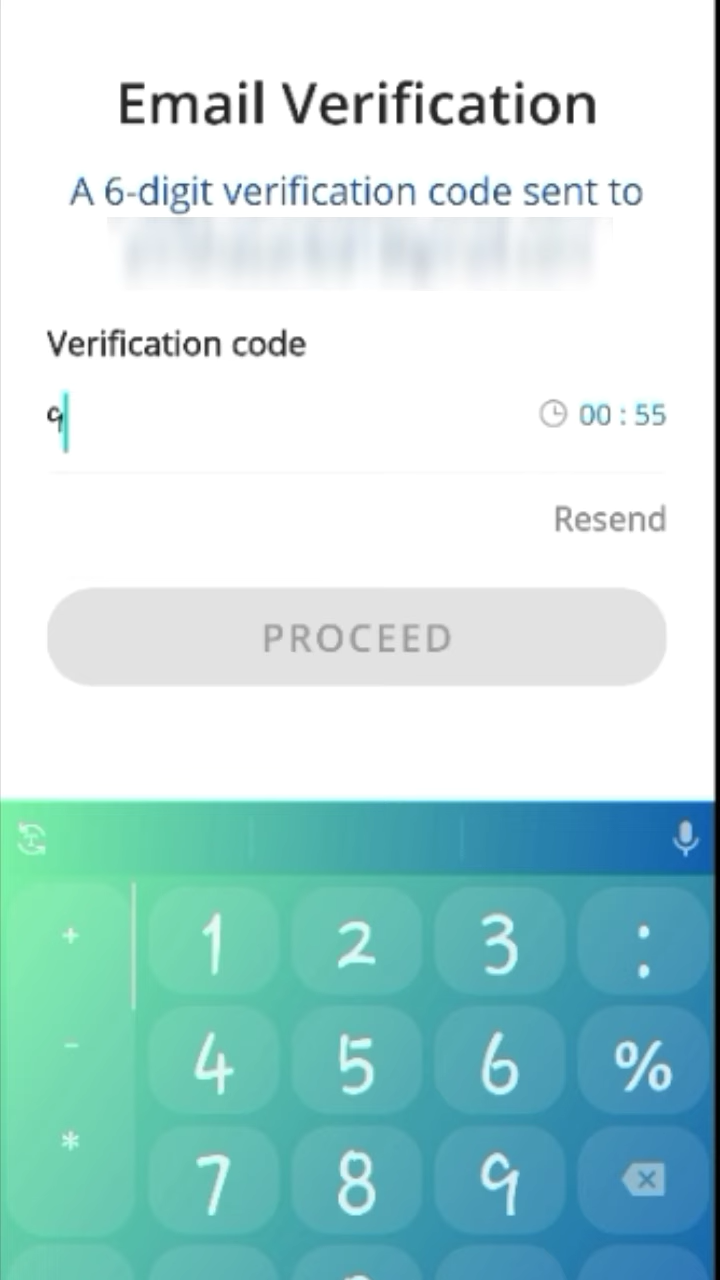 Email Verification
A 6-digit verification code sent to
Verification code
9
00 : 55
Resend
PROCEED
+ 1 2 3 :
- 4 5 6 %
* 7 8 9